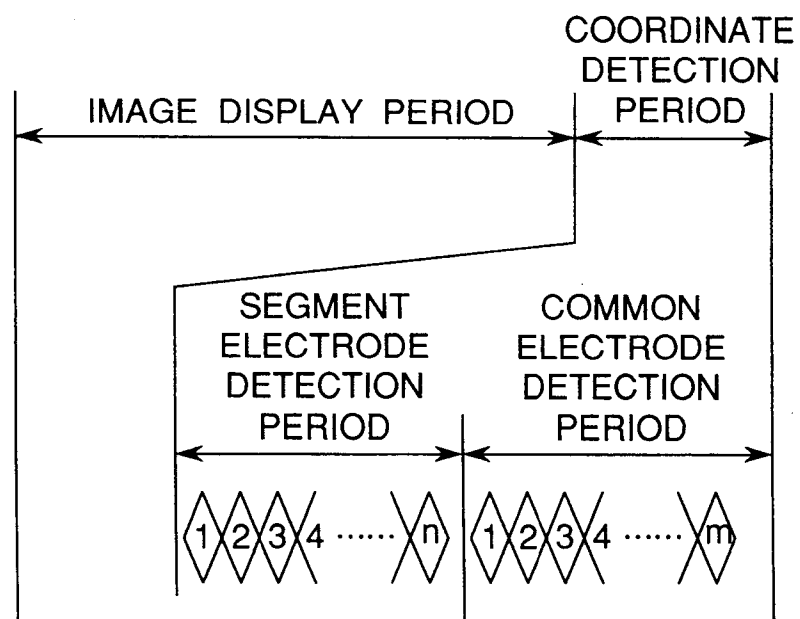 COORDINATE
DETECTION
PERIOD
IMAGE DISPLAY PERIOD
SEGMENT
ELECTRODE
DETECTION
PERIOD
COMMON
ELECTRODE
DETECTION
PERIOD
1 2 3 4 ...... n
1 2 3 4 ...... m